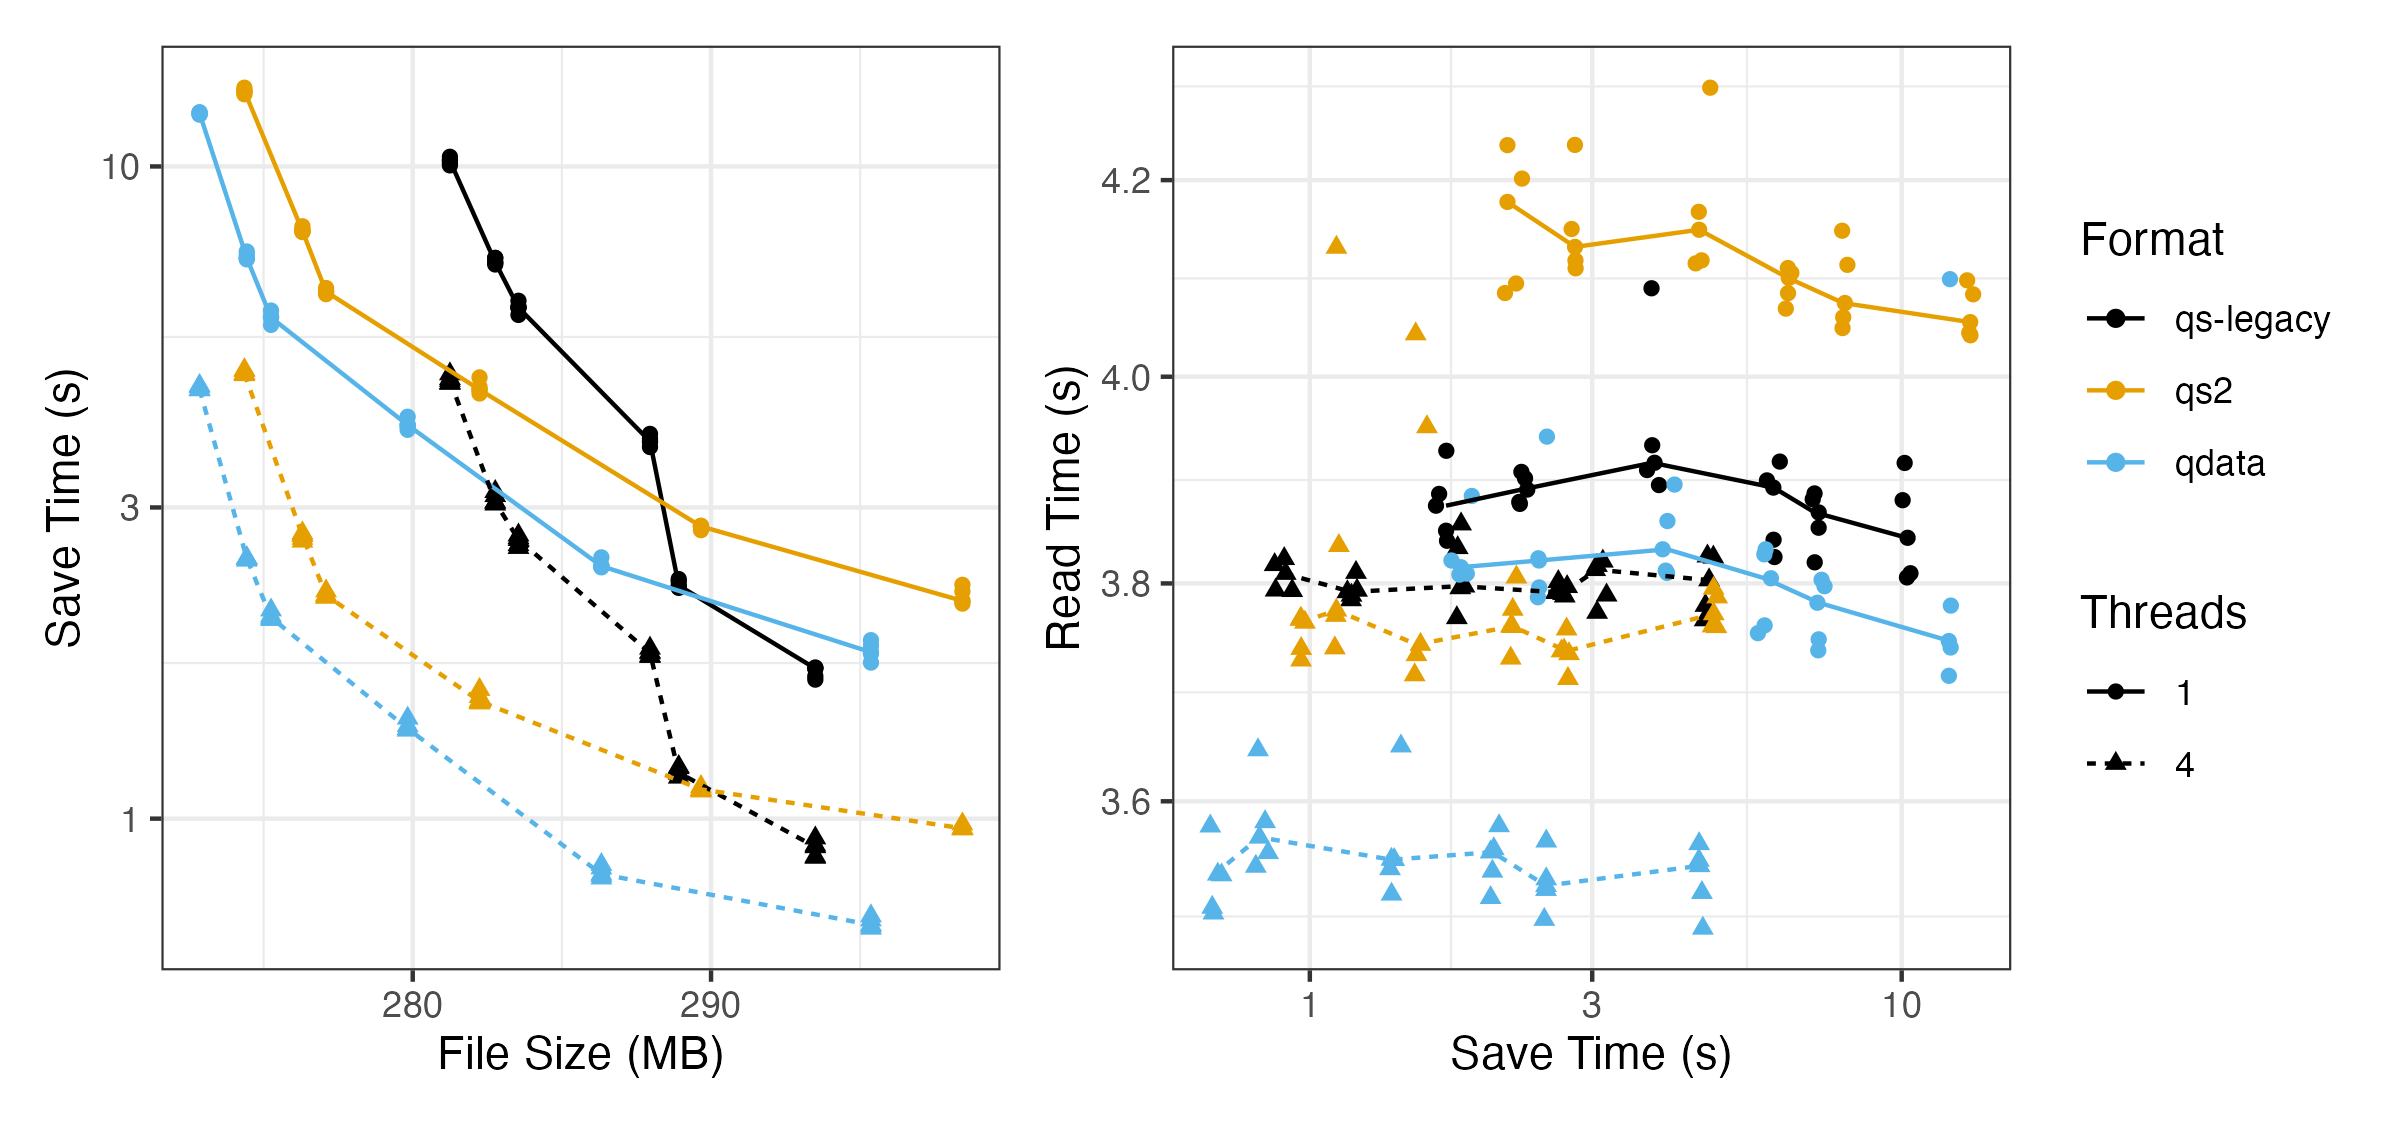 10
3
1
Save Time (s)
280
290
File Size (MB)
4.2
4.0
3.8
3.6
Read Time (s)
1
3
10
Save Time (s)
Format
qs-legacy
qs2
qdata
Threads
1
4